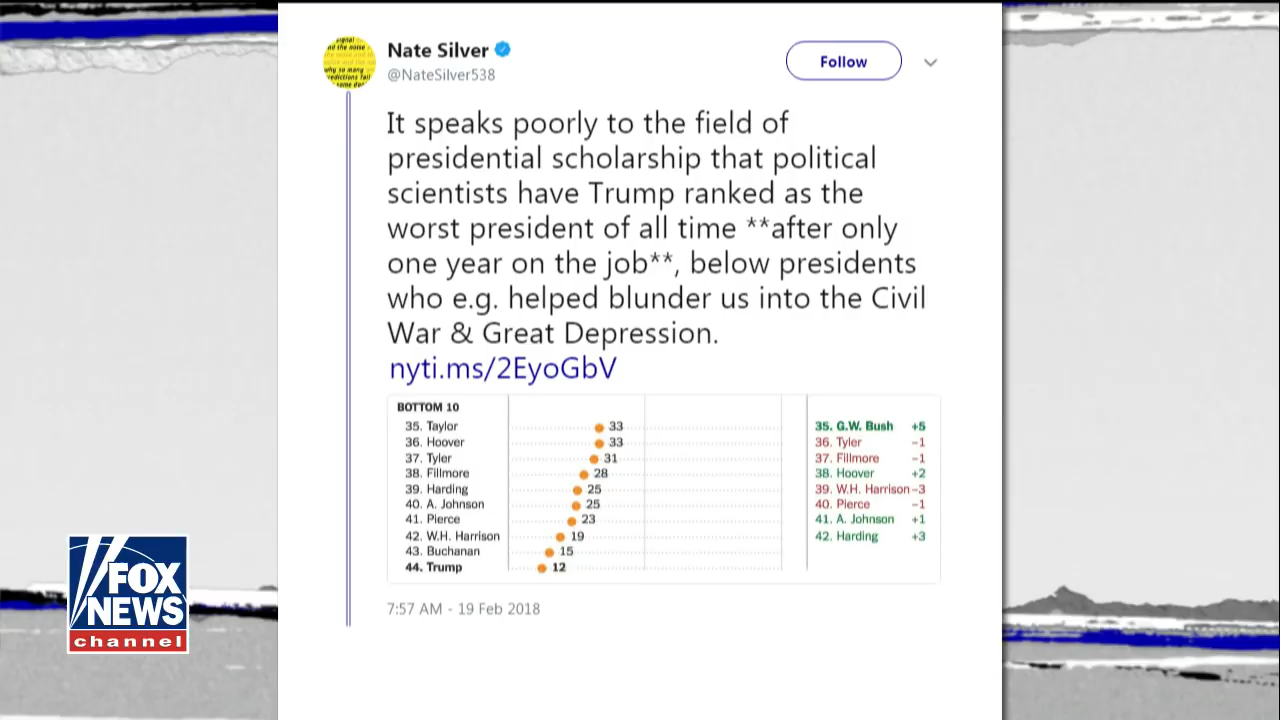 Nate Silver
@NateSilver538
Follow
It speaks poorly to the field of
presidential scholarship that political
scientists have Trump ranked as the
worst president of all time **after only
one year on the job**, below presidents
who e.g. helped blunder us into the Civil
War & Great Depression.
nyti.ms/2EyoGbV
BOTTOM 10
35. Taylor 33 35. G.W. Bush +5
36. Hoover 33 36. Tyler −1
37. Tyler 31 37. Fillmore −1
38. Fillmore 28 38. Hoover +2
39. Harding 25 39. W.H. Harrison −3
40. A. Johnson 25 40. Pierce −1
41. Pierce 23 41. A. Johnson +1
42. W.H. Harrison 19 42. Harding +3
43. Buchanan 15
44. Trump 12
7:57 AM - 19 Feb 2018
FOX
NEWS
channel